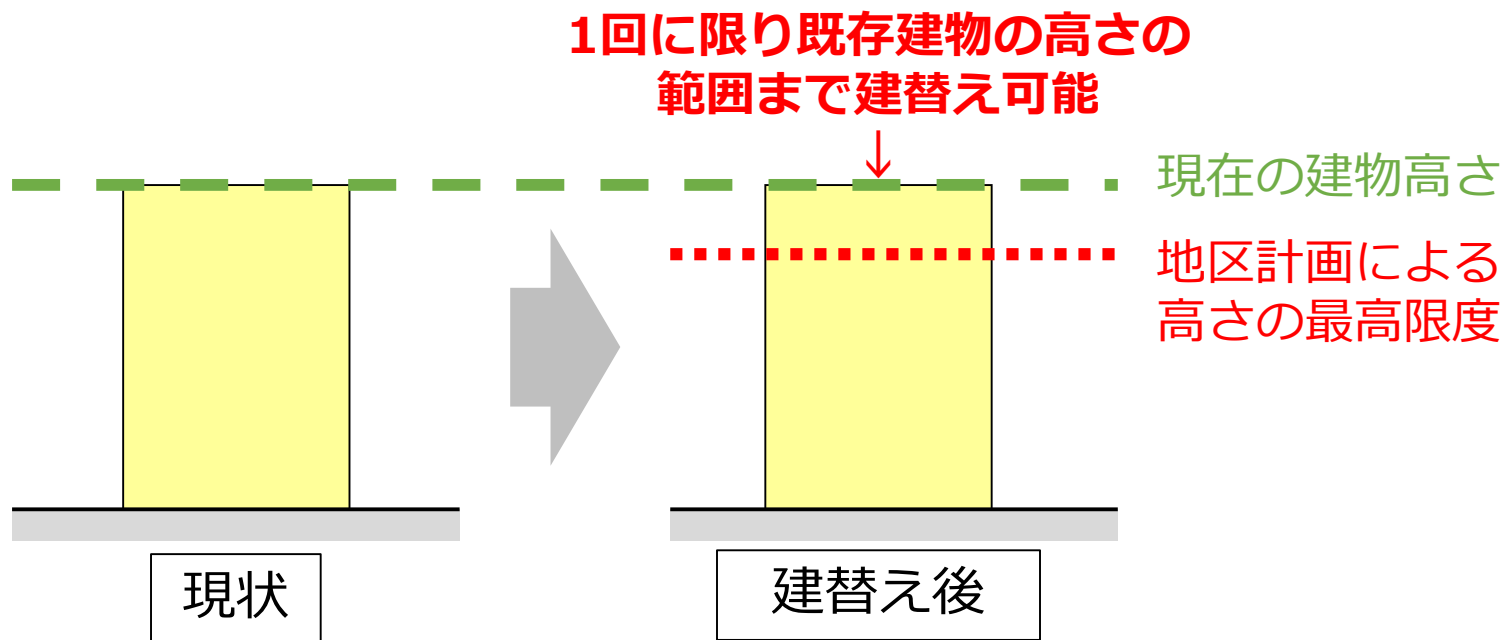 1回に限り既存建物の高さの
範囲まで建替え可能
↓
現在の建物高さ
地区計画による
高さの最高限度
現状
建替え後